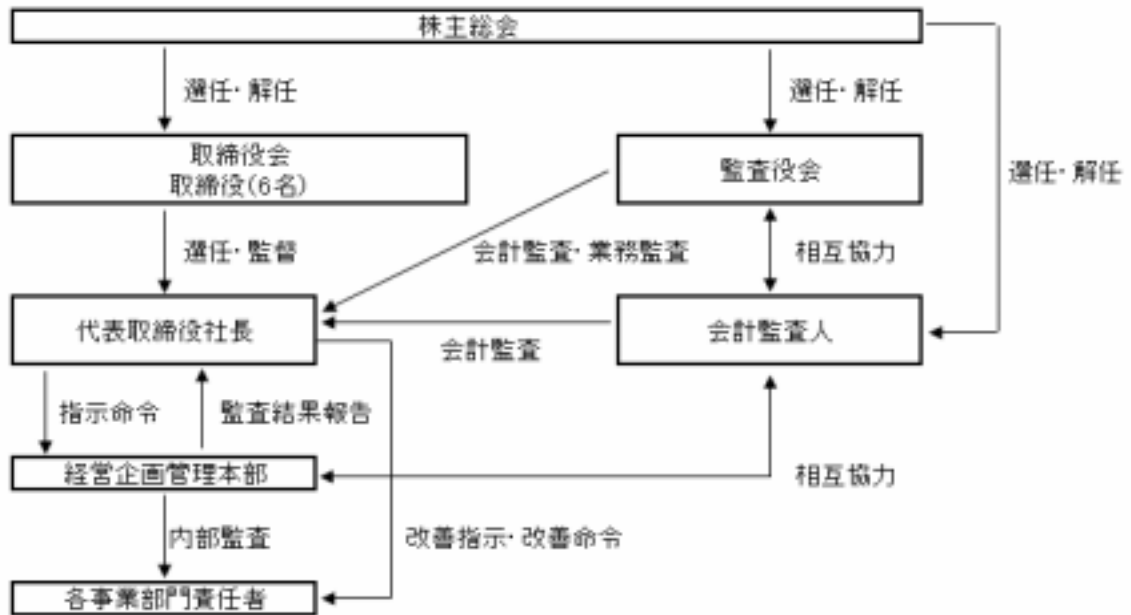 株主総会
選任・解任
選任・解任
取締役会
取締役(6名)
監査役会
選任・解任
選任・監督
会計監査・業務監査
相互協力
代表取締役社長
会計監査人
会計監査
指示命令
監査結果報告
経営企画管理本部
相互協力
内部監査
改善指示・改善命令
各事業部門責任者